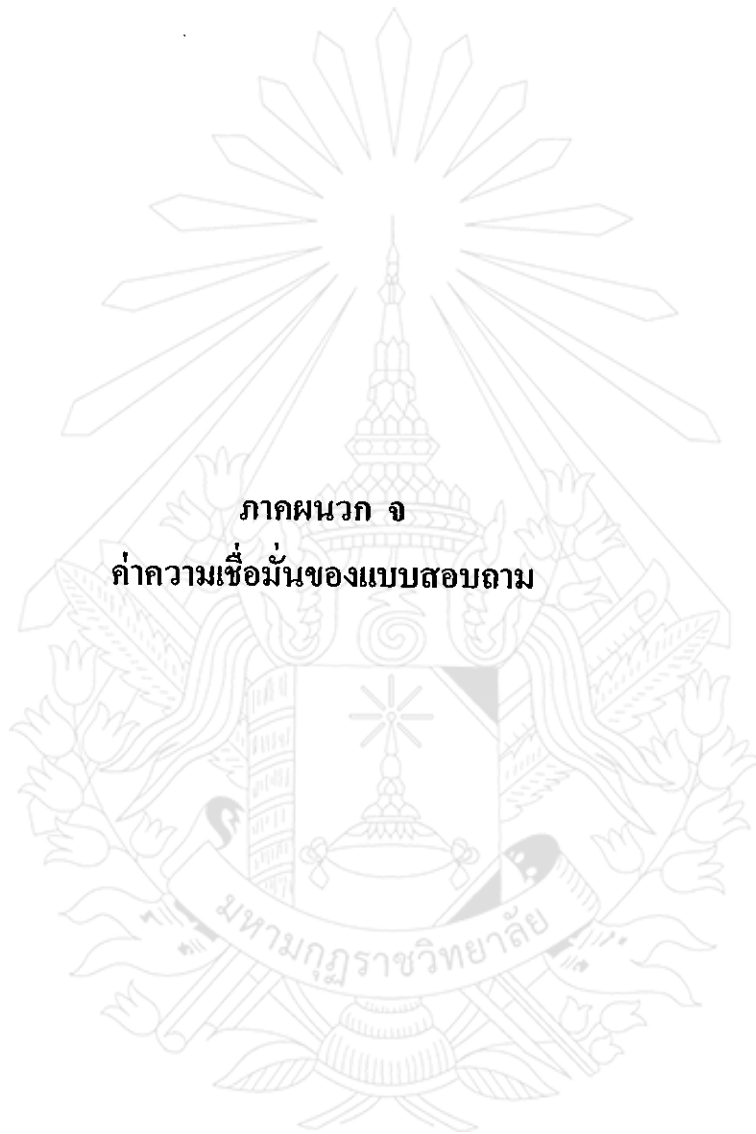 ภาคผนวก จ
ค่าความเชื่อมั่นของแบบสอบถาม
มหามกุฏราชวิทยาลัย